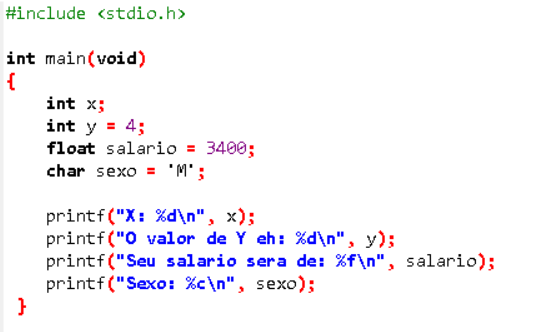 #include <stdio.h>
int main(void)
{
int x;
int y = 4;
float salario = 3400;
char sexo = 'M';
printf("X: %d\n", x);
printf("O valor de Y eh: %d\n", y);
printf("Seu salario sera de: %f\n", salario);
printf("Sexo: %c\n", sexo);
}